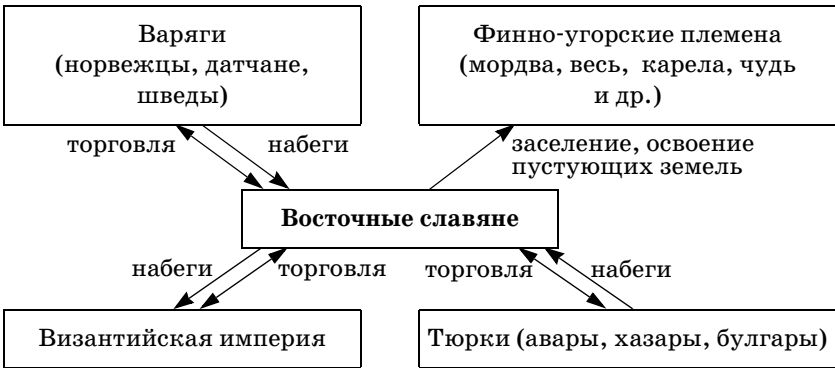 Варяги
(норвежцы, датчане,
шведы)
Финно-угорские племена
(мордва, весь, карела, чудь
и др.)
торговля
набеги
заселение, освоение
пустующих земель
Восточные славяне
набеги
торговля
торговля
набеги
Византийская империя
Тюрки (авары, хазары, булгары)